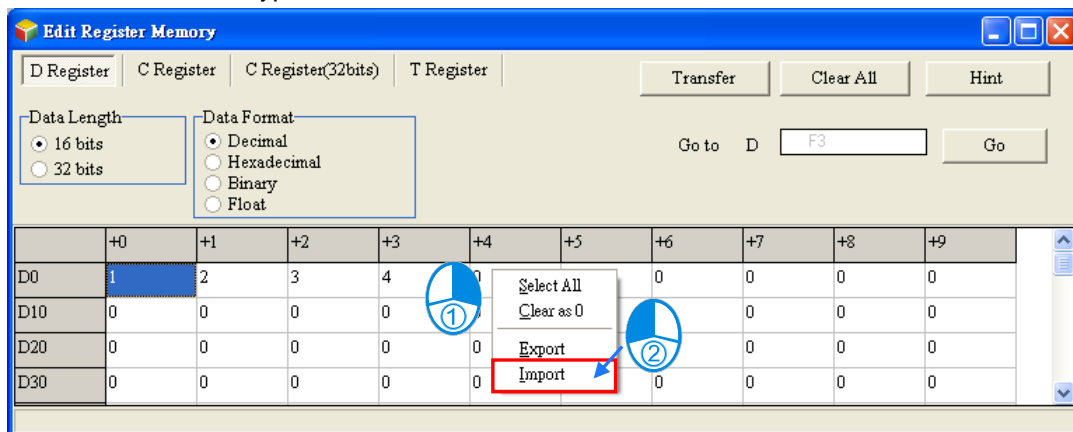 Edit Register Memory
D Register C Register C Register(32bits) T Register Transfer Clear All Hint
Data Length Data Format
16 bits Decimal Go to D F3 Go
32 bits Hexadecimal
Binary
Float
+0 +1 +2 +3 +4 +5 +6 +7 +8 +9
D0 1 2 3 4 0 0 0 0 0
D10 0 0 0 0 0 0 0 0
D20 0 0 0 0 0 0 0 0
D30 0 0 0 0 0 0 0 0 0
Select All
Clear as 0
Export
Import
1
2